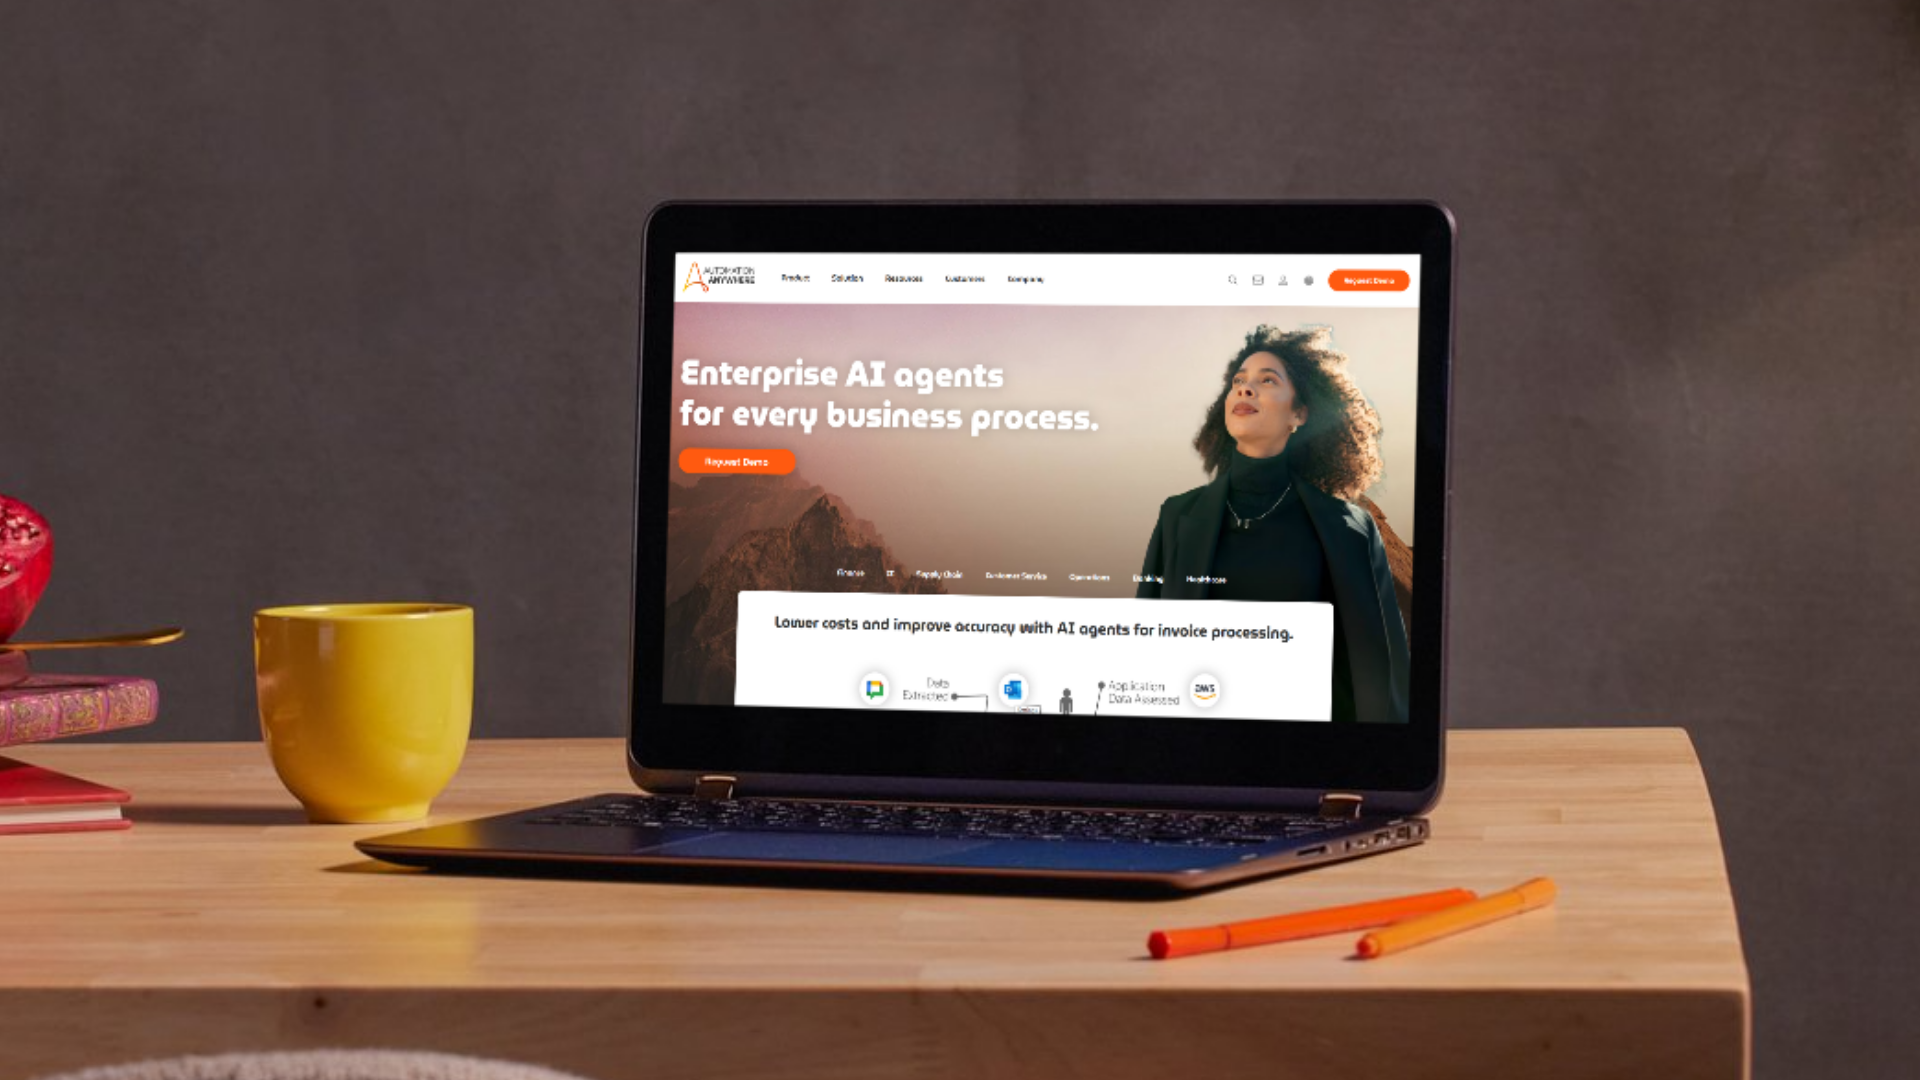 AUTOMATION
ANYWHERE
Product Solution Resources Customers Company
Request Demo
Enterprise AI agents
for every business process.
Request Demo
Finance IT Supply Chain Customer Service Operations Banking Healthcare
Lower costs and improve accuracy with AI agents for invoice processing.
Data
Extracted
Application
Data Assessed
aws